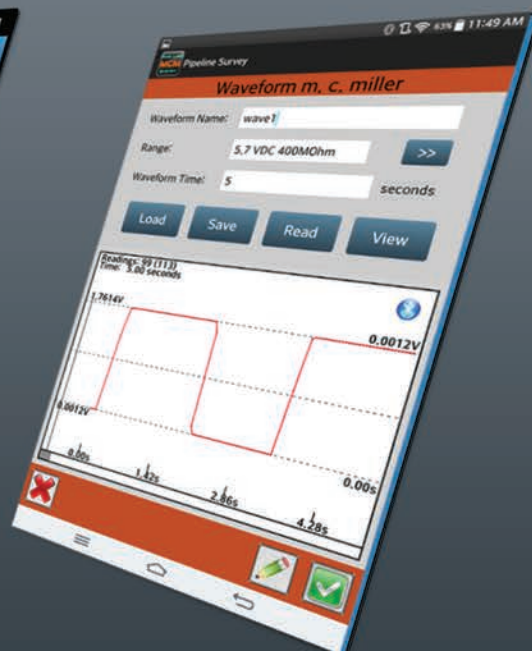 63% 11:49 AM
MCM Pipeline Survey
Waveform m. c. miller
Waveform Name: wave1
Range: 5.7 VDC 400MOhm >>
Waveform Time: 5 seconds
Load Save Read View
Readings: 99 (113)
Time: 5.00 seconds
1.7614V
0.0012V
0.0012V
0.00s
0.00s 1.42s 2.86s 4.28s